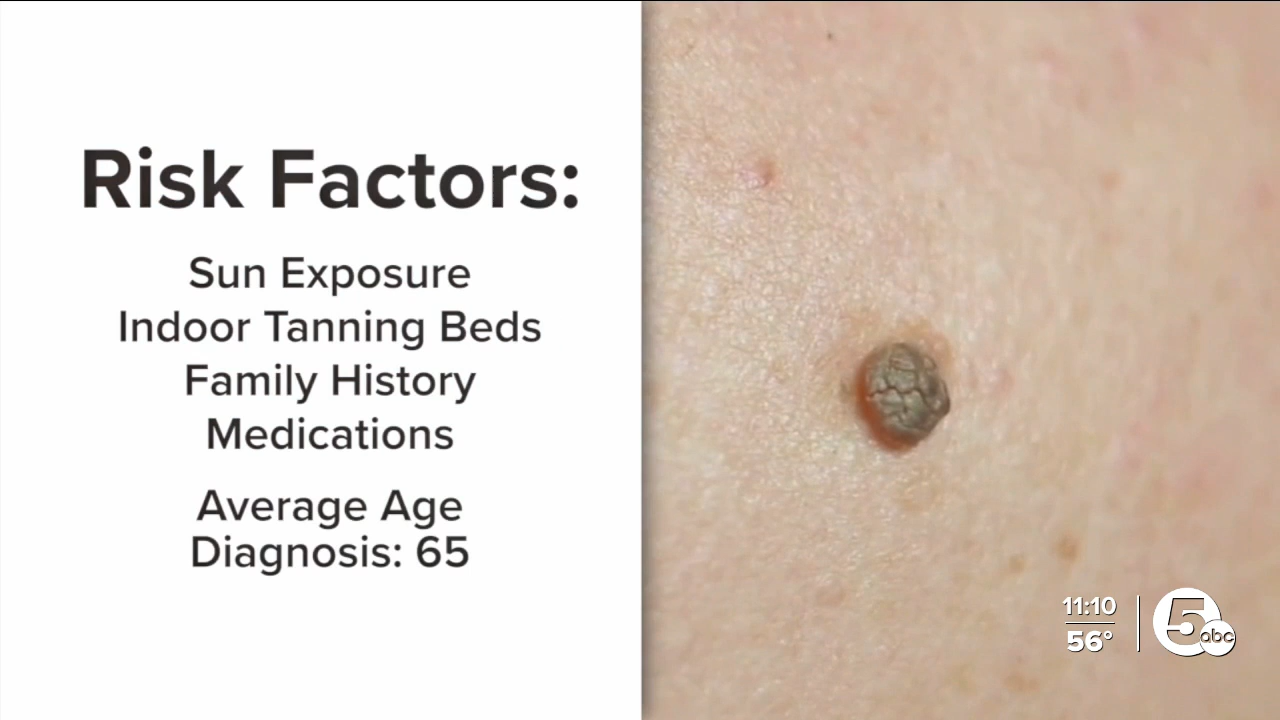 Risk Factors:
Sun Exposure
Indoor Tanning Beds
Family History
Medications
Average Age
Diagnosis: 65
11:10
56°
5
abc